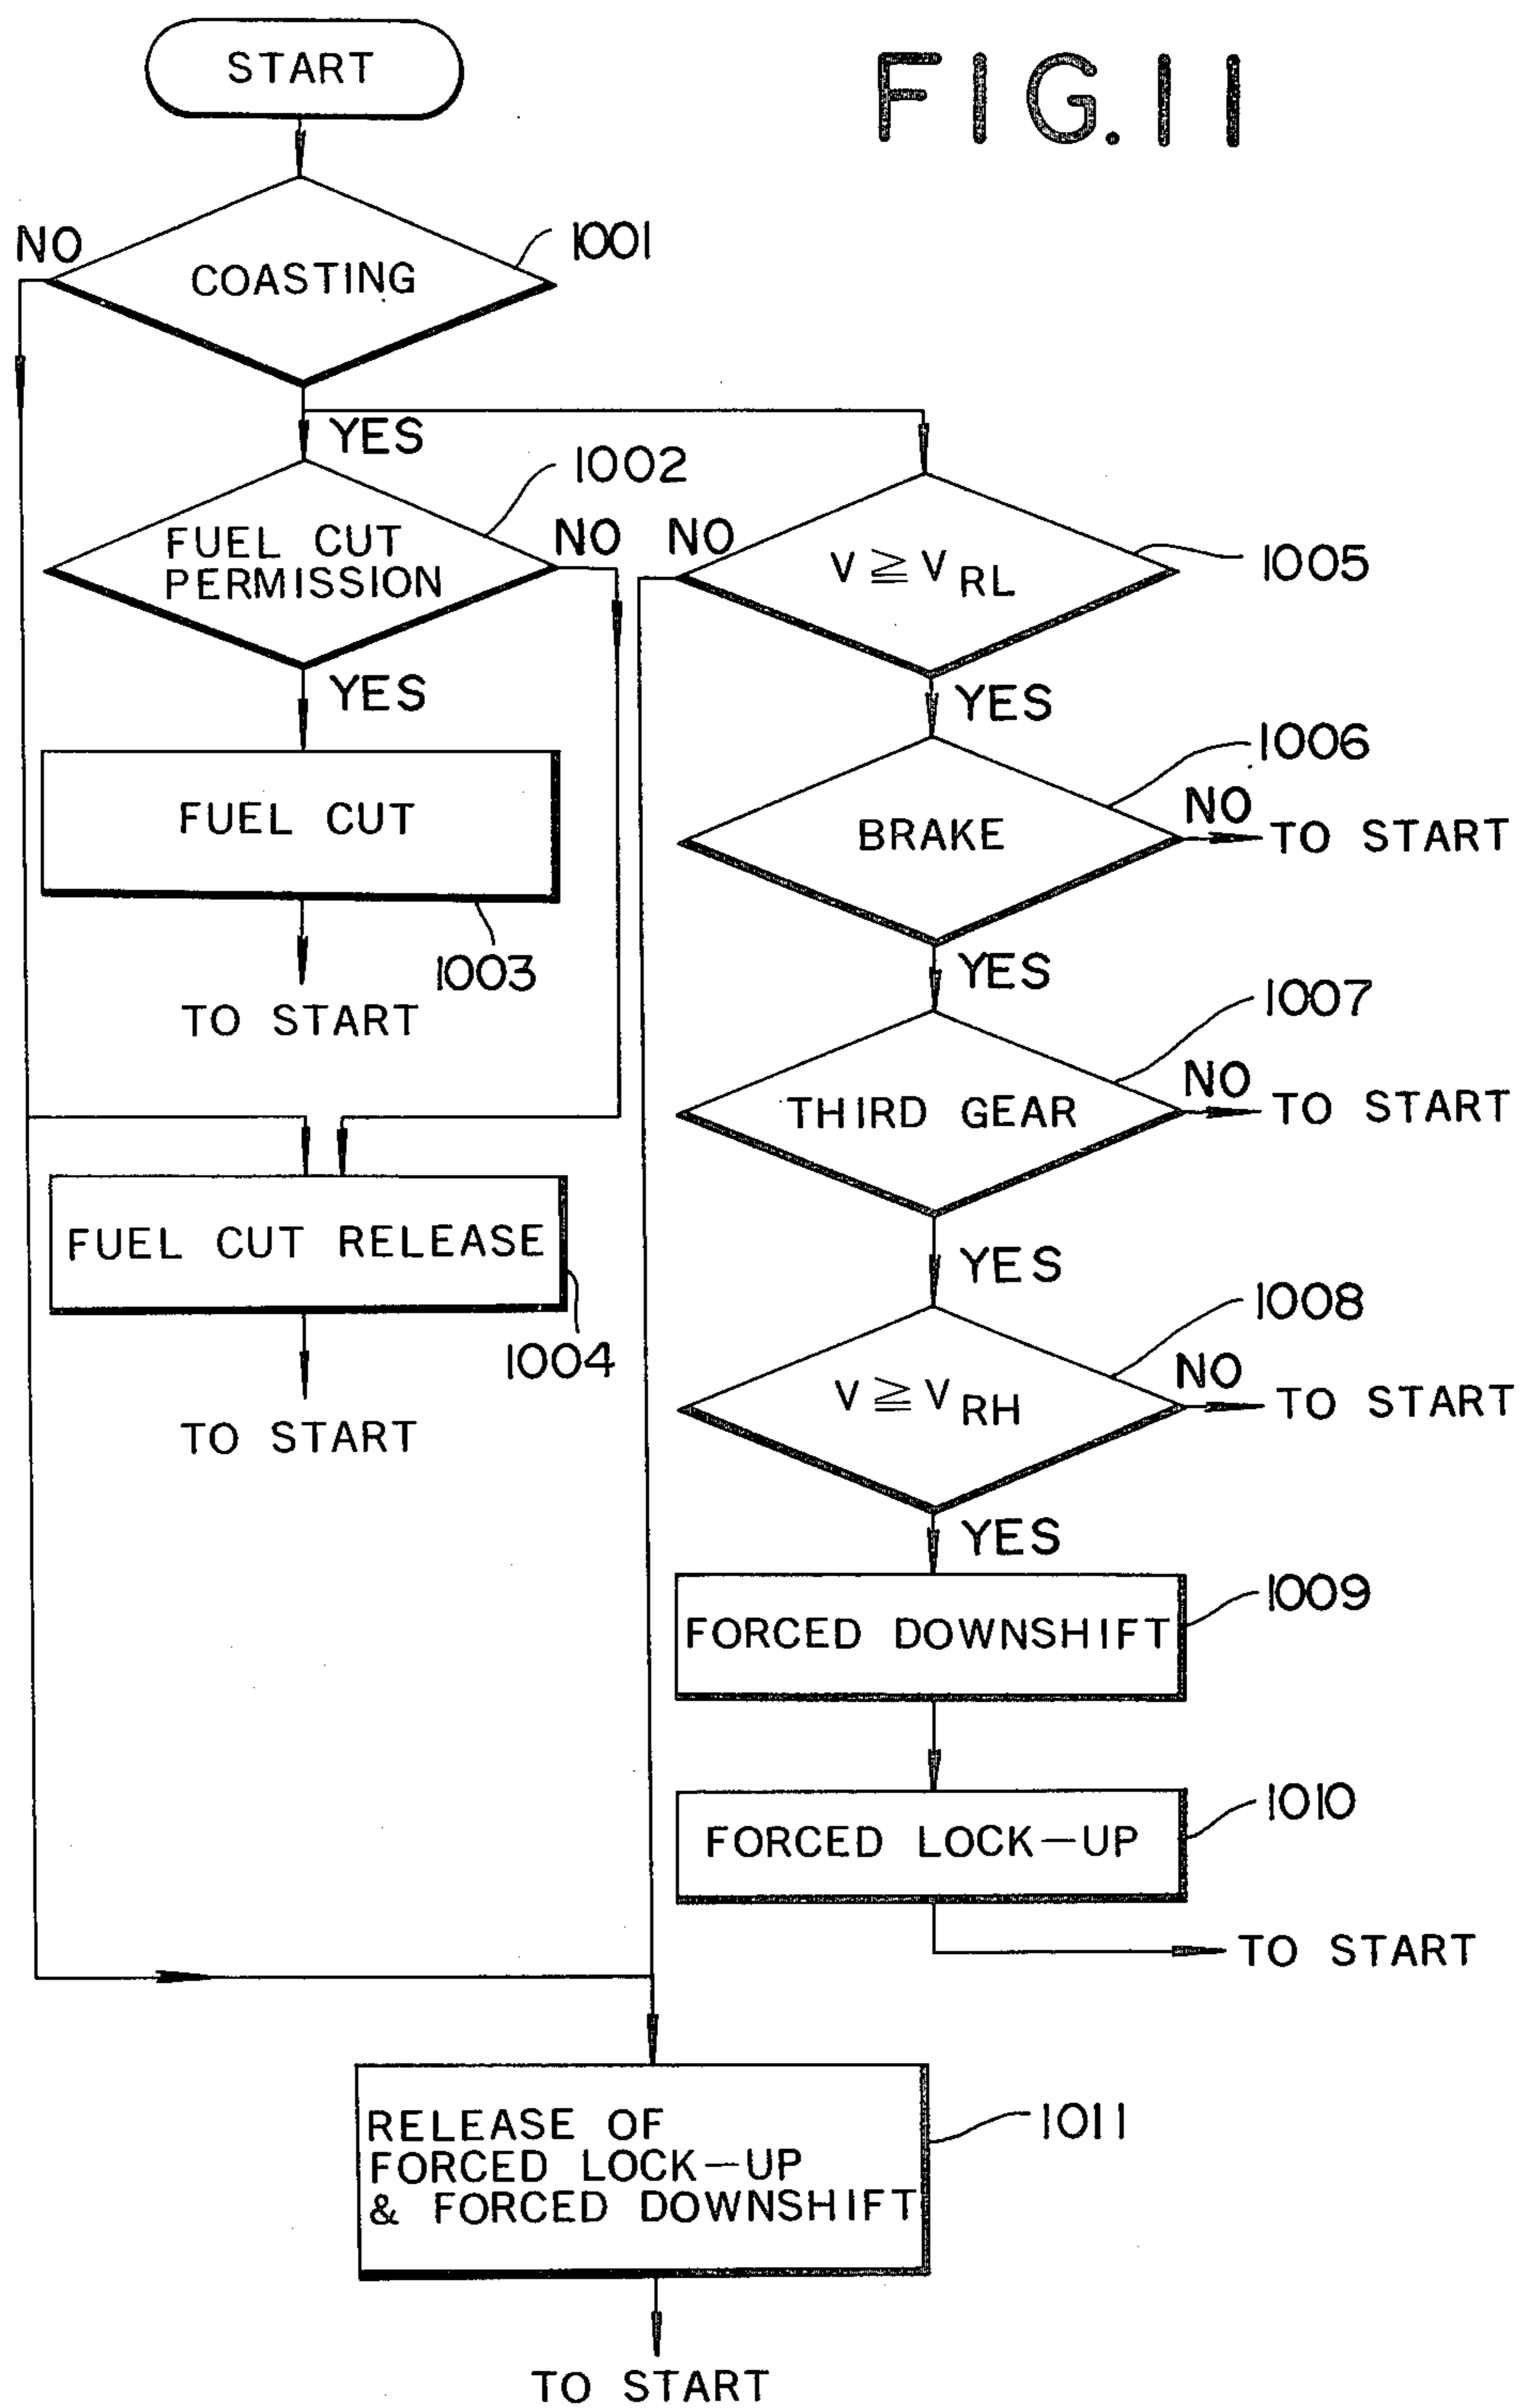 FIG. 11
START
NO
COASTING
1001
YES
1002
FUEL CUT
PERMISSION
NO
NO
V ≧ V RL
1005
YES
YES
1006
FUEL CUT
BRAKE
NO
TO START
1003
YES
1007
TO START
THIRD GEAR
NO
TO START
FUEL CUT RELEASE
YES
1008
1004
V ≧ V RH
NO
TO START
TO START
YES
1009
FORCED DOWNSHIFT
1010
FORCED LOCK-UP
TO START
RELEASE OF
FORCED LOCK-UP
& FORCED DOWNSHIFT
1011
TO START